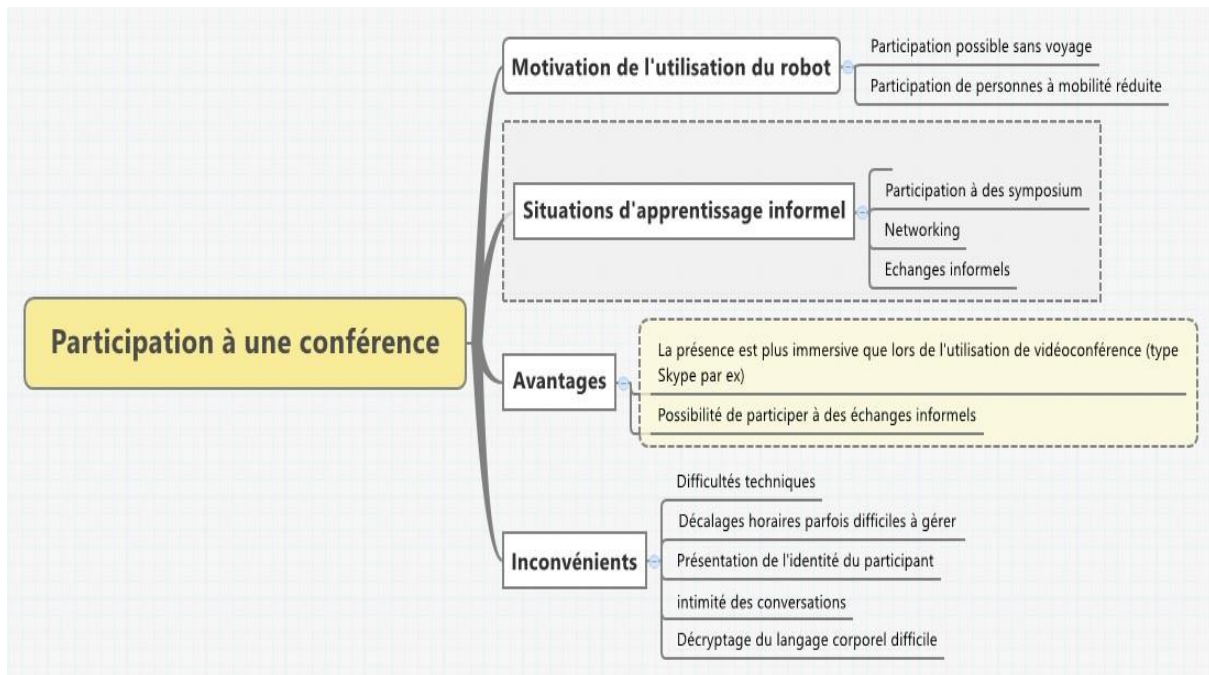 Participation à une conférence
Motivation de l'utilisation du robot
Participation possible sans voyage
Participation de personnes à mobilité réduite
Situations d'apprentissage informel
Participation à des symposium
Networking
Echanges informels
Avantages
La présence est plus immersive que lors de l'utilisation de vidéoconférence (type
Skype par ex)
Possibilité de participer à des échanges informels
Inconvénients
Difficultés techniques
Décalages horaires parfois difficiles à gérer
Présentation de l'identité du participant
intimité des conversations
Décryptage du langage corporel difficile